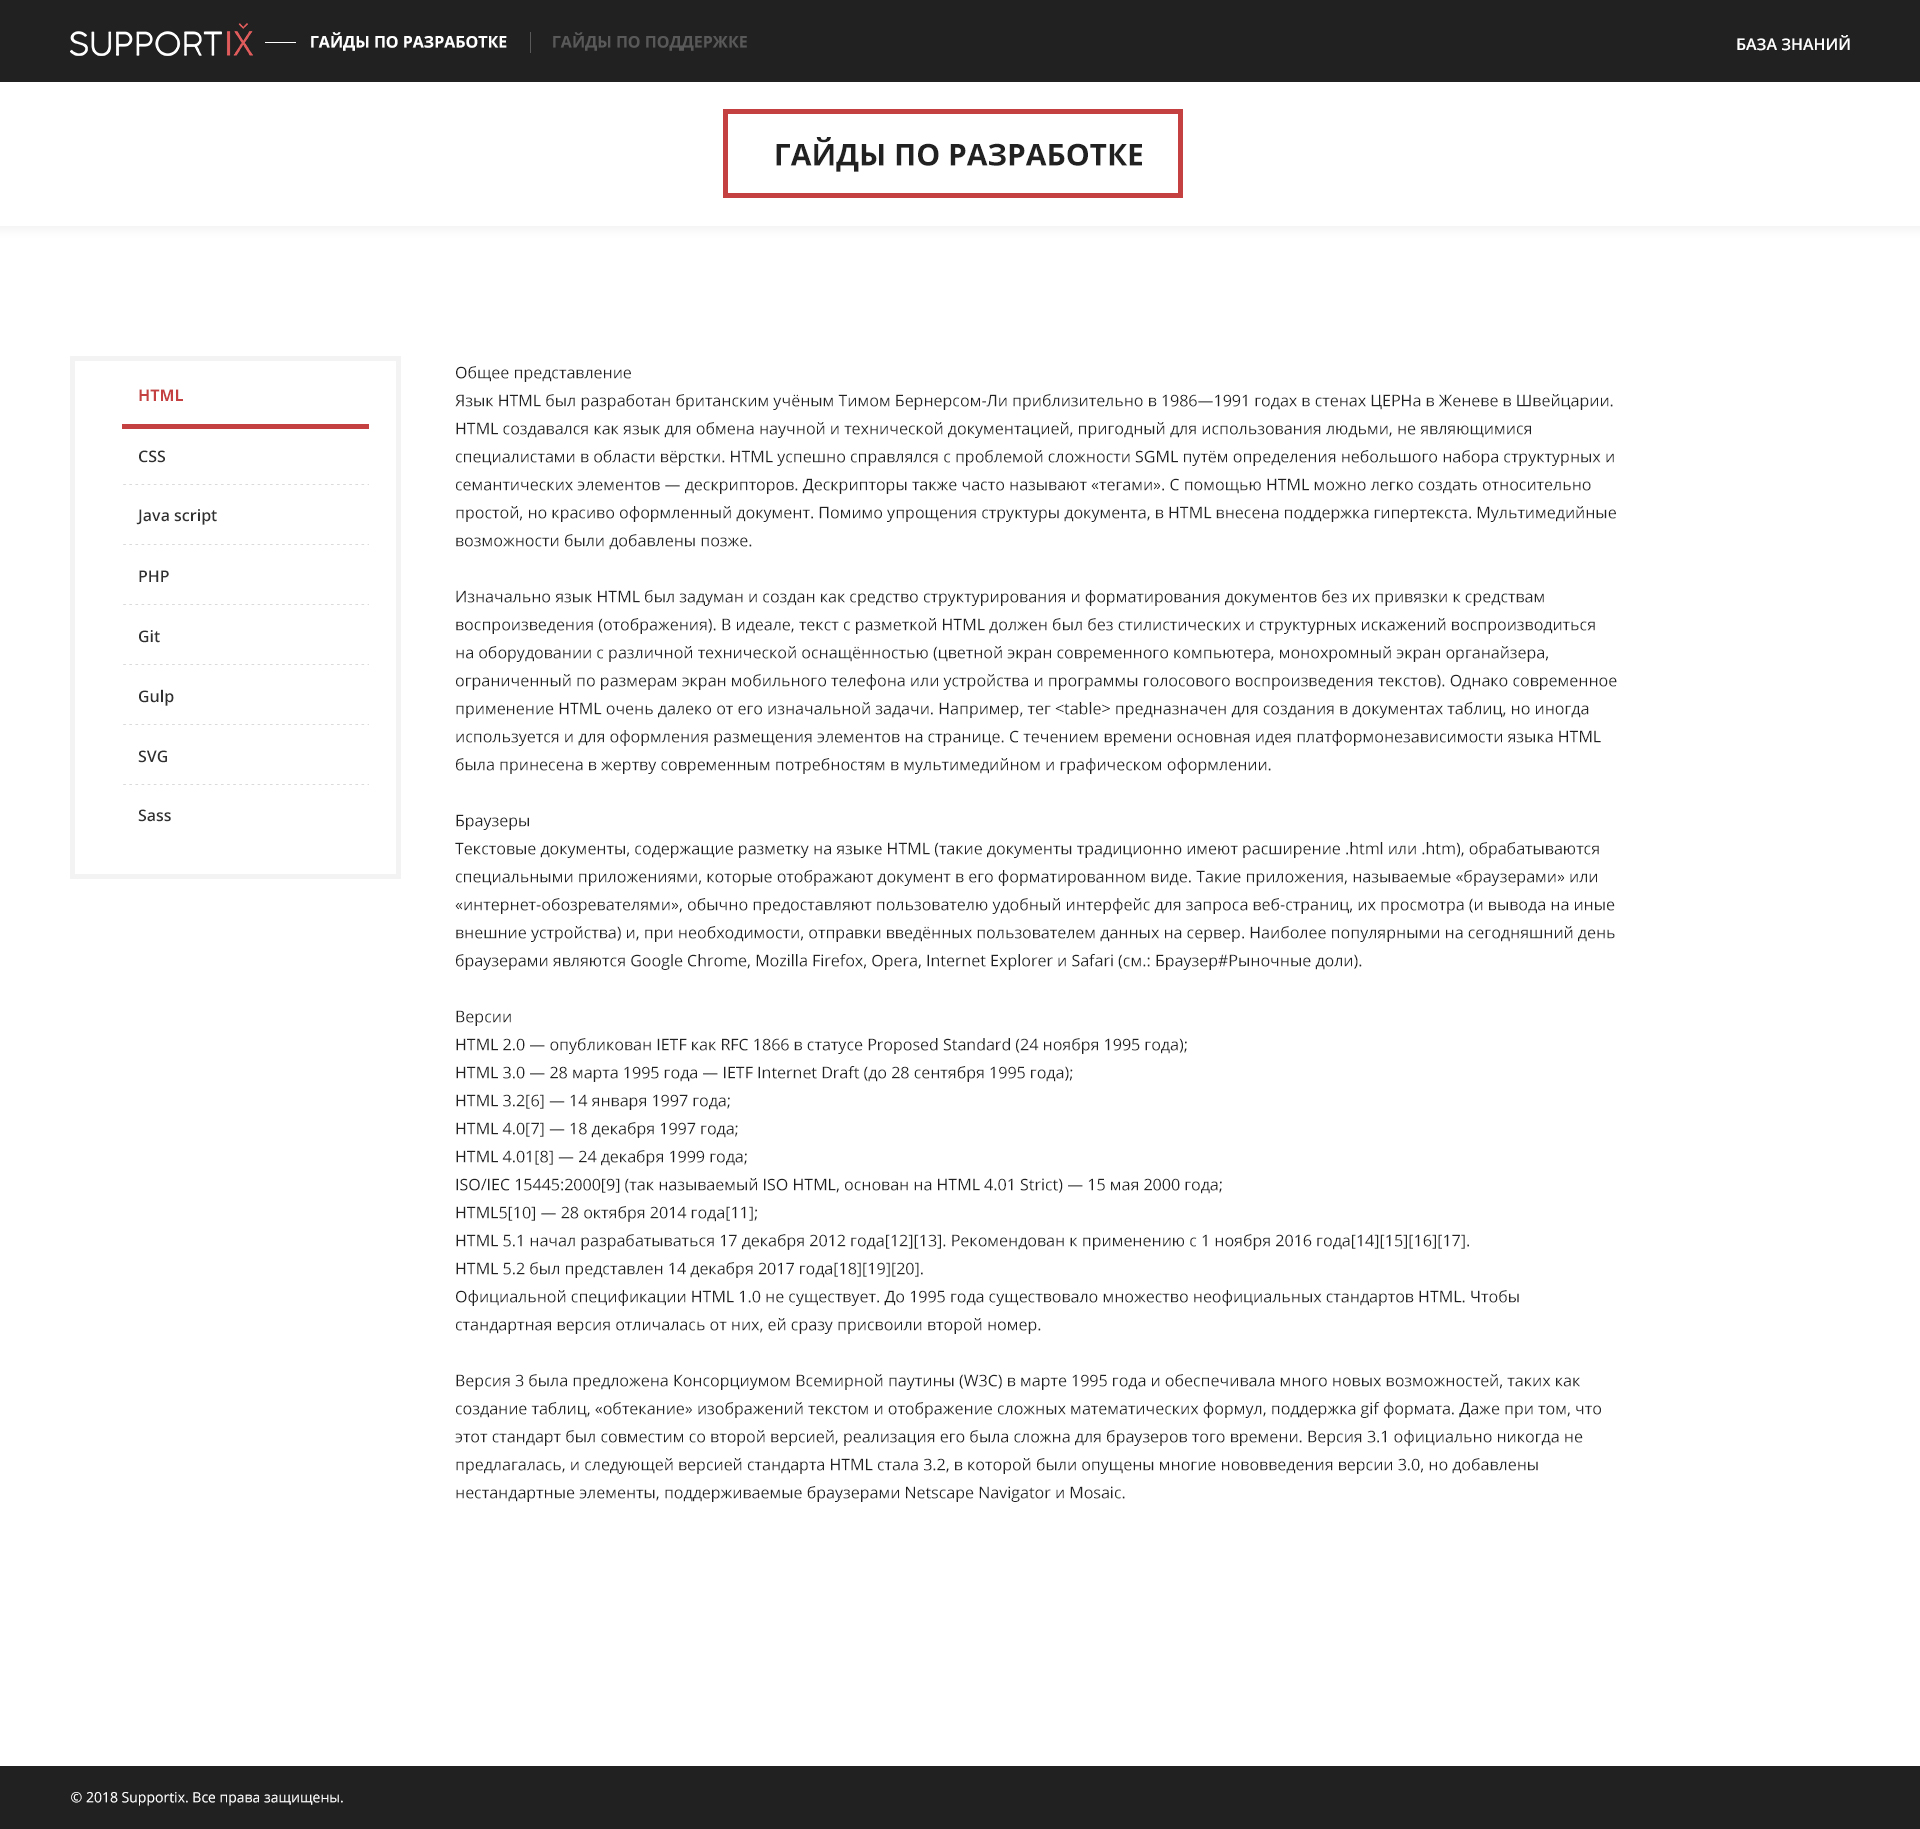 SUPPORTIX
ГАЙДЫ ПО РАЗРАБОТКЕ
ГАЙДЫ ПО ПОДДЕРЖКЕ
БАЗА ЗНАНИЙ
ГАЙДЫ ПО РАЗРАБОТКЕ
HTML
CSS
Java script
PHP
Git
Gulp
SVG
Sass
Общее представление
Язык HTML был разработан британским учёным Тимом Бернерсом-Ли приблизительно в 1986—1991 годах в стенах ЦЕРНа в Женеве в Швейцарии.
HTML создавался как язык для обмена научной и технической документацией, пригодный для использования людьми, не являющимися
специалистами в области вёрстки. HTML успешно справлялся с проблемой сложности SGML путём определения небольшого набора структурных и
семантических элементов — дескрипторов. Дескрипторы также часто называют «тегами». С помощью HTML можно легко создать относительно
простой, но красиво оформленный документ. Помимо упрощения структуры документа, в HTML внесена поддержка гипертекста. Мультимедийные
возможности были добавлены позже.
Изначально язык HTML был задуман и создан как средство структурирования и форматирования документов без их привязки к средствам
воспроизведения (отображения). В идеале, текст с разметкой HTML должен был без стилистических и структурных искажений воспроизводиться
на оборудовании с различной технической оснащённостью (цветной экран современного компьютера, монохромный экран органайзера,
ограниченный по размерам экран мобильного телефона или устройства и программы голосового воспроизведения текстов). Однако современное
применение HTML очень далеко от его изначальной задачи. Например, тег <table> предназначен для создания в документах таблиц, но иногда
используется и для оформления размещения элементов на странице. С течением времени основная идея платформонезависимости языка HTML
была принесена в жертву современным потребностям в мультимедийном и графическом оформлении.
Браузеры
Текстовые документы, содержащие разметку на языке HTML (такие документы традиционно имеют расширение .html или .htm), обрабатываются
специальными приложениями, которые отображают документ в его форматированном виде. Такие приложения, называемые «браузерами» или
«интернет-обозревателями», обычно предоставляют пользователю удобный интерфейс для запроса веб-страниц, их просмотра (и вывода на иные
внешние устройства) и, при необходимости, отправки введённых пользователем данных на сервер. Наиболее популярными на сегодняшний день
браузерами являются Google Chrome, Mozilla Firefox, Opera, Internet Explorer и Safari (см.: Браузер#Рыночные доли).
Версии
HTML 2.0 — опубликован IETF как RFC 1866 в статусе Proposed Standard (24 ноября 1995 года);
HTML 3.0 — 28 марта 1995 года — IETF Internet Draft (до 28 сентября 1995 года);
HTML 3.2[6] — 14 января 1997 года;
HTML 4.0[7] — 18 декабря 1997 года;
HTML 4.01[8] — 24 декабря 1999 года;
ISO/IEC 15445:2000[9] (так называемый ISO HTML, основан на HTML 4.01 Strict) — 15 мая 2000 года;
HTML5[10] — 28 октября 2014 года[11];
HTML 5.1 начал разрабатываться 17 декабря 2012 года[12][13]. Рекомендован к применению с 1 ноября 2016 года[14][15][16][17].
HTML 5.2 был представлен 14 декабря 2017 года[18][19][20].
Официальной спецификации HTML 1.0 не существует. До 1995 года существовало множество неофициальных стандартов HTML. Чтобы
стандартная версия отличалась от них, ей сразу присвоили второй номер.
Версия 3 была предложена Консорциумом Всемирной паутины (W3C) в марте 1995 года и обеспечивала много новых возможностей, таких как
создание таблиц, «обтекание» изображений текстом и отображение сложных математических формул, поддержка gif формата. Даже при том, что
этот стандарт был совместим со второй версией, реализация его была сложна для браузеров того времени. Версия 3.1 официально никогда не
предлагалась, и следующей версией стандарта HTML стала 3.2, в которой были опущены многие нововведения версии 3.0, но добавлены
нестандартные элементы, поддерживаемые браузерами Netscape Navigator и Mosaic.
© 2018 Supportix. Все права защищены.